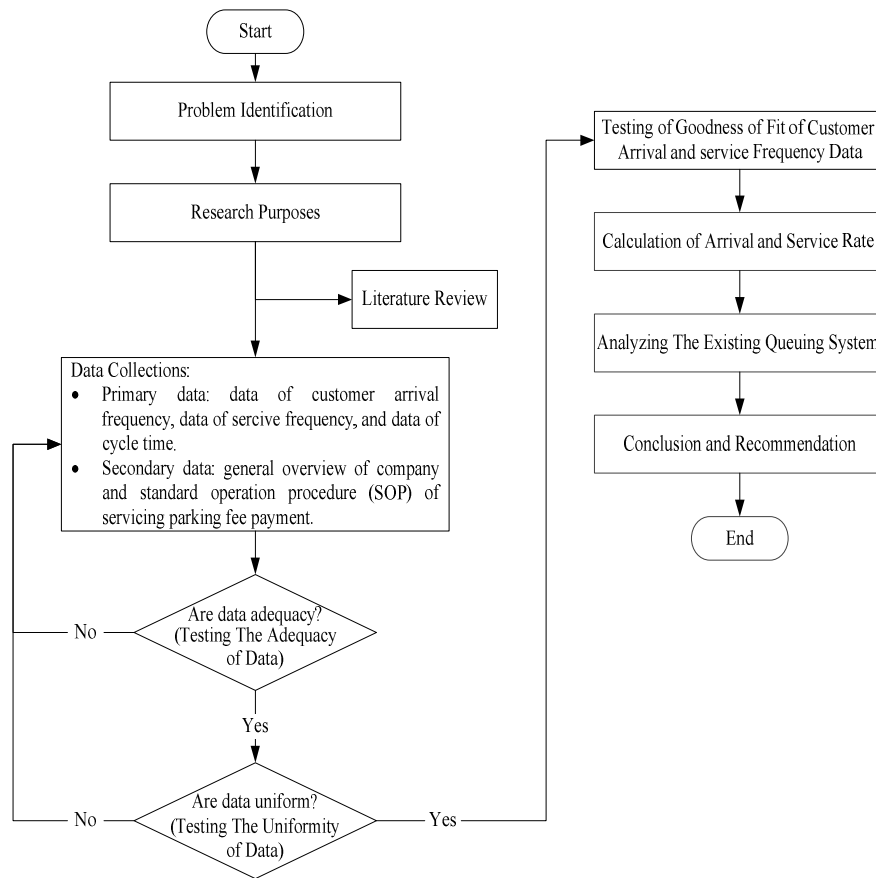 Start
Problem Identification
Research Purposes
Literature Review
Data Collections:
● Primary data: data of customer arrival
frequency, data of sercive frequency, and data of
cycle time.
● Secondary data: general overview of company
and standard operation procedure (SOP) of
servicing parking fee payment.
Are data adequacy?
(Testing The Adequacy
of Data)
No
Yes
Are data uniform?
(Testing The Uniformity
of Data)
No
Yes
Testing of Goodness of Fit of Customer
Arrival and service Frequency Data
Calculation of Arrival and Service Rate
Analyzing The Existing Queuing System
Conclusion and Recommendation
End